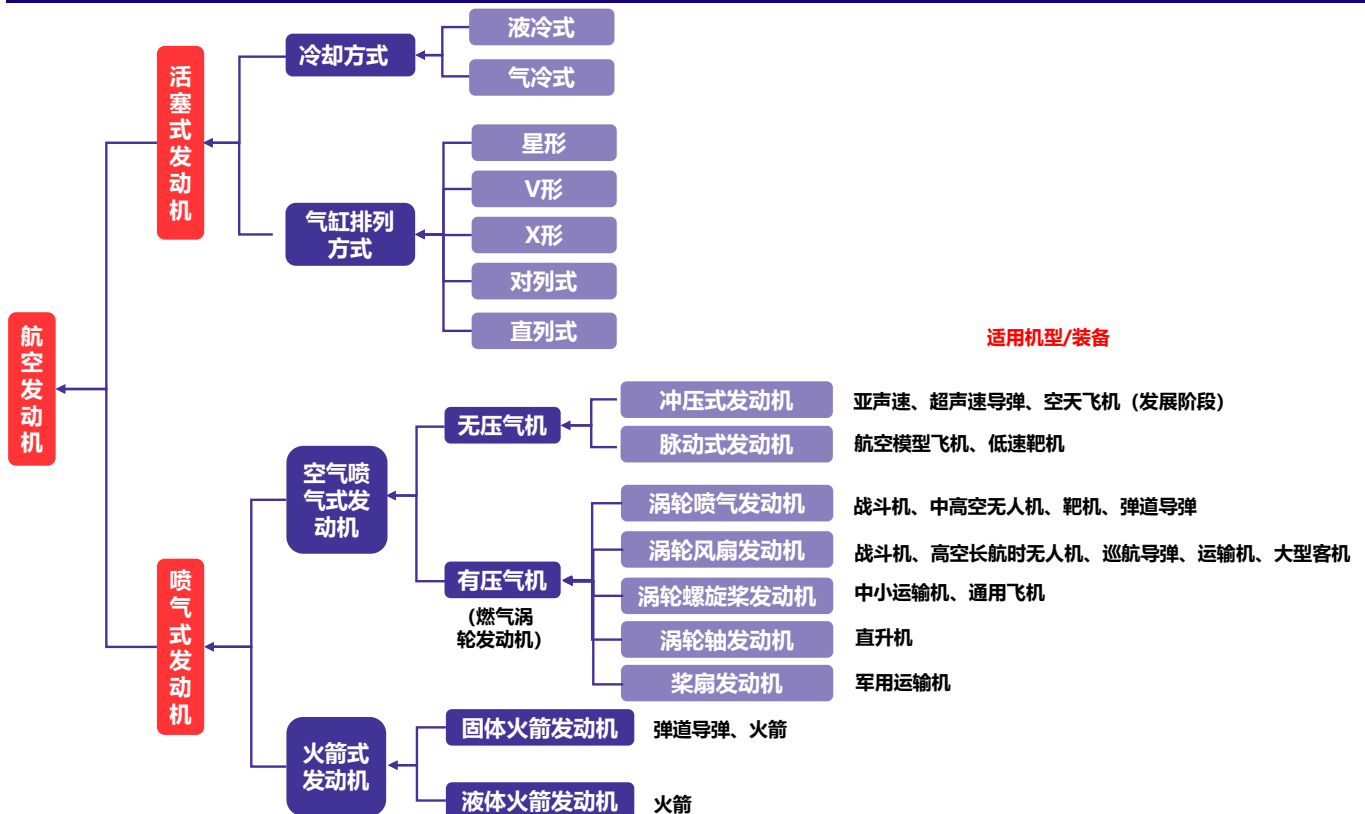 航空发动机
活塞式发动机
冷却方式
液冷式
气冷式
气缸排列
方式
星形
V形
X形
对列式
直列式
适用机型/装备
喷气式发动机
空气喷
气式发
动机
无压气机
冲压式发动机
亚声速、超声速导弹、空天飞机（发展阶段）
脉动式发动机
航空模型飞机、低速靶机
有压气机
(燃气涡
轮发动机）
涡轮喷气发动机
战斗机、中高空无人机、靶机、弹道导弹
涡轮风扇发动机
战斗机、高空长航时无人机、巡航导弹、运输机、大型客机
涡轮螺旋桨发动机
中小运输机、通用飞机
涡轮轴发动机
直升机
桨扇发动机
军用运输机
火箭式
发动机
固体火箭发动机
弹道导弹、火箭
液体火箭发动机
火箭